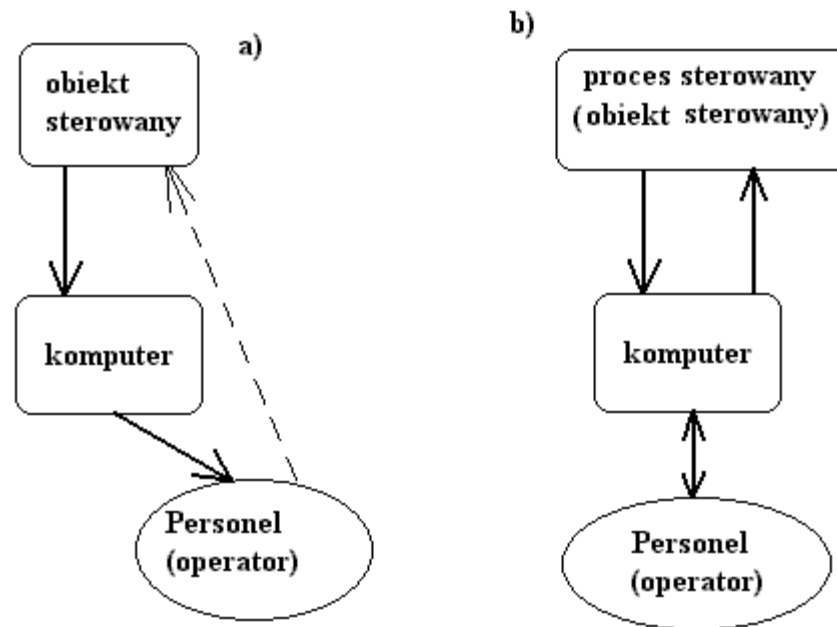 a)
obiekt
sterowany
komputer
Personel
(operator)
b)
proces sterowany
(obiekt sterowany)
komputer
Personel
(operator)